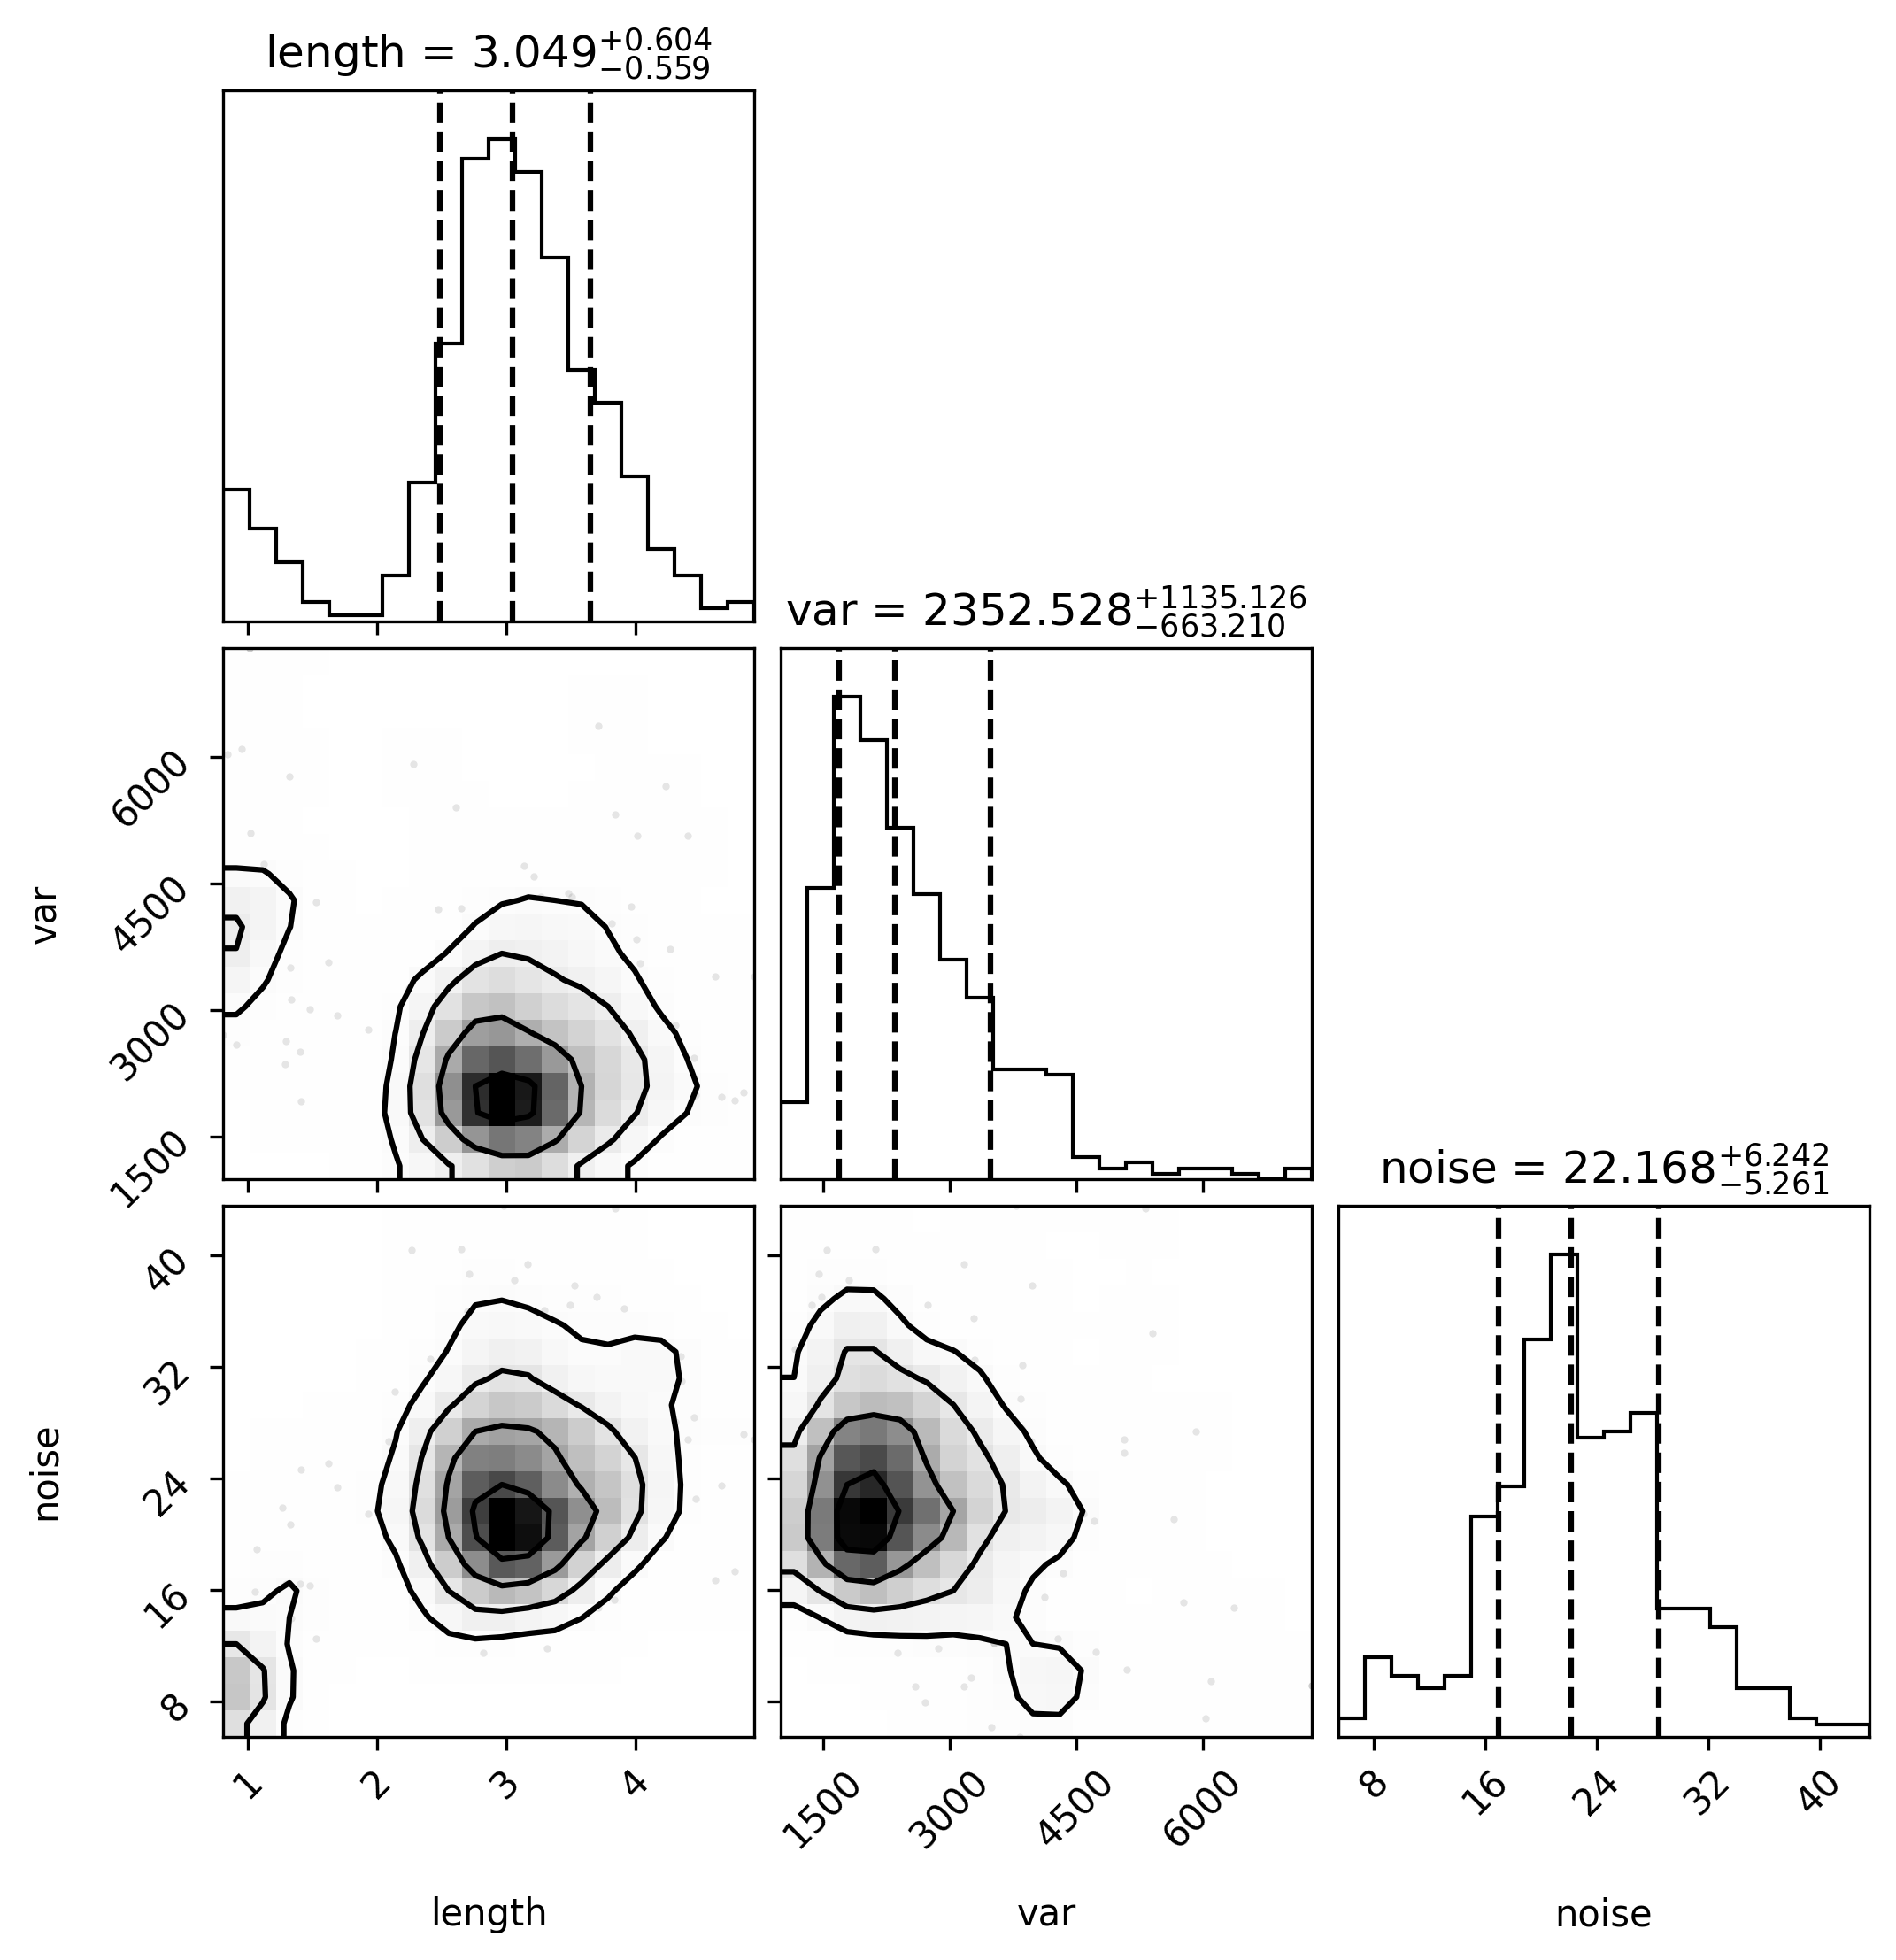 length = 3.049+0.604−0.559
var = 2352.528+1135.126−663.210
6000
4500
3000
1500
var
noise = 22.168+6.242−5.261
40
32
24
16
8
noise
1 2 3 4
1500 3000 4500 6000
8 16 24 32 40
length
var
noise